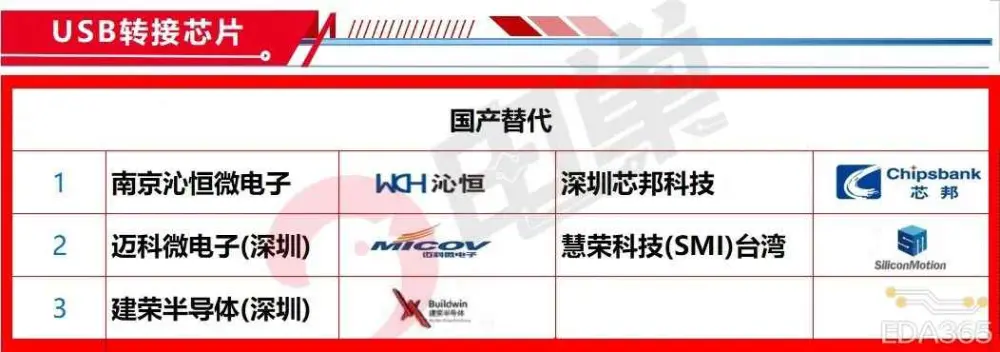 USB转接芯片
国产替代
1 南京沁恒微电子 WCH 沁恒 深圳芯邦科技 Chipsbank
芯邦
2 迈科微电子(深圳) MICOV 慧荣科技(SMI)台湾 SM
迈科微电子 SiliconMotion
3 建荣半导体(深圳) Buildwin
建荣半导体
EDA365